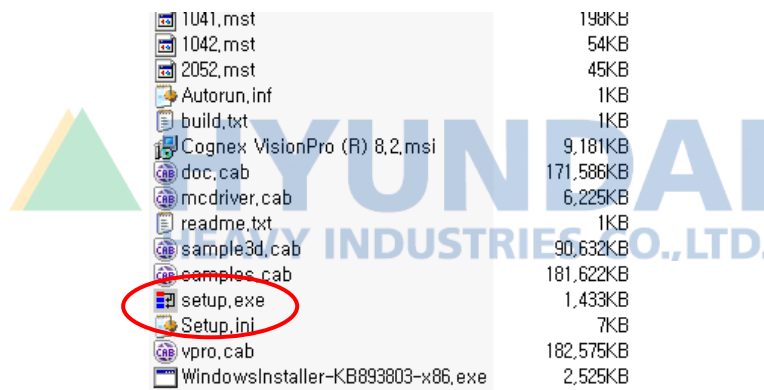 1041.mst 198KB
1042.mst 54KB
2052.mst 45KB
Autorun.inf 1KB
build.txt 1KB
Cognex VisionPro (R) 8.2.msi 9,181KB
HYUNDAI
doc.cab 171,586KB
mcdriver.cab 6,225KB
readme.txt 1KB
HEAVY INDUSTRIES CO.,LTD.
sample3d.cab 90,632KB
samples.cab 181,622KB
setup.exe 1,433KB
Setup.ini 7KB
vpro.cab 182,575KB
WindowsInstaller-KB893803-x86.exe 2,525KB